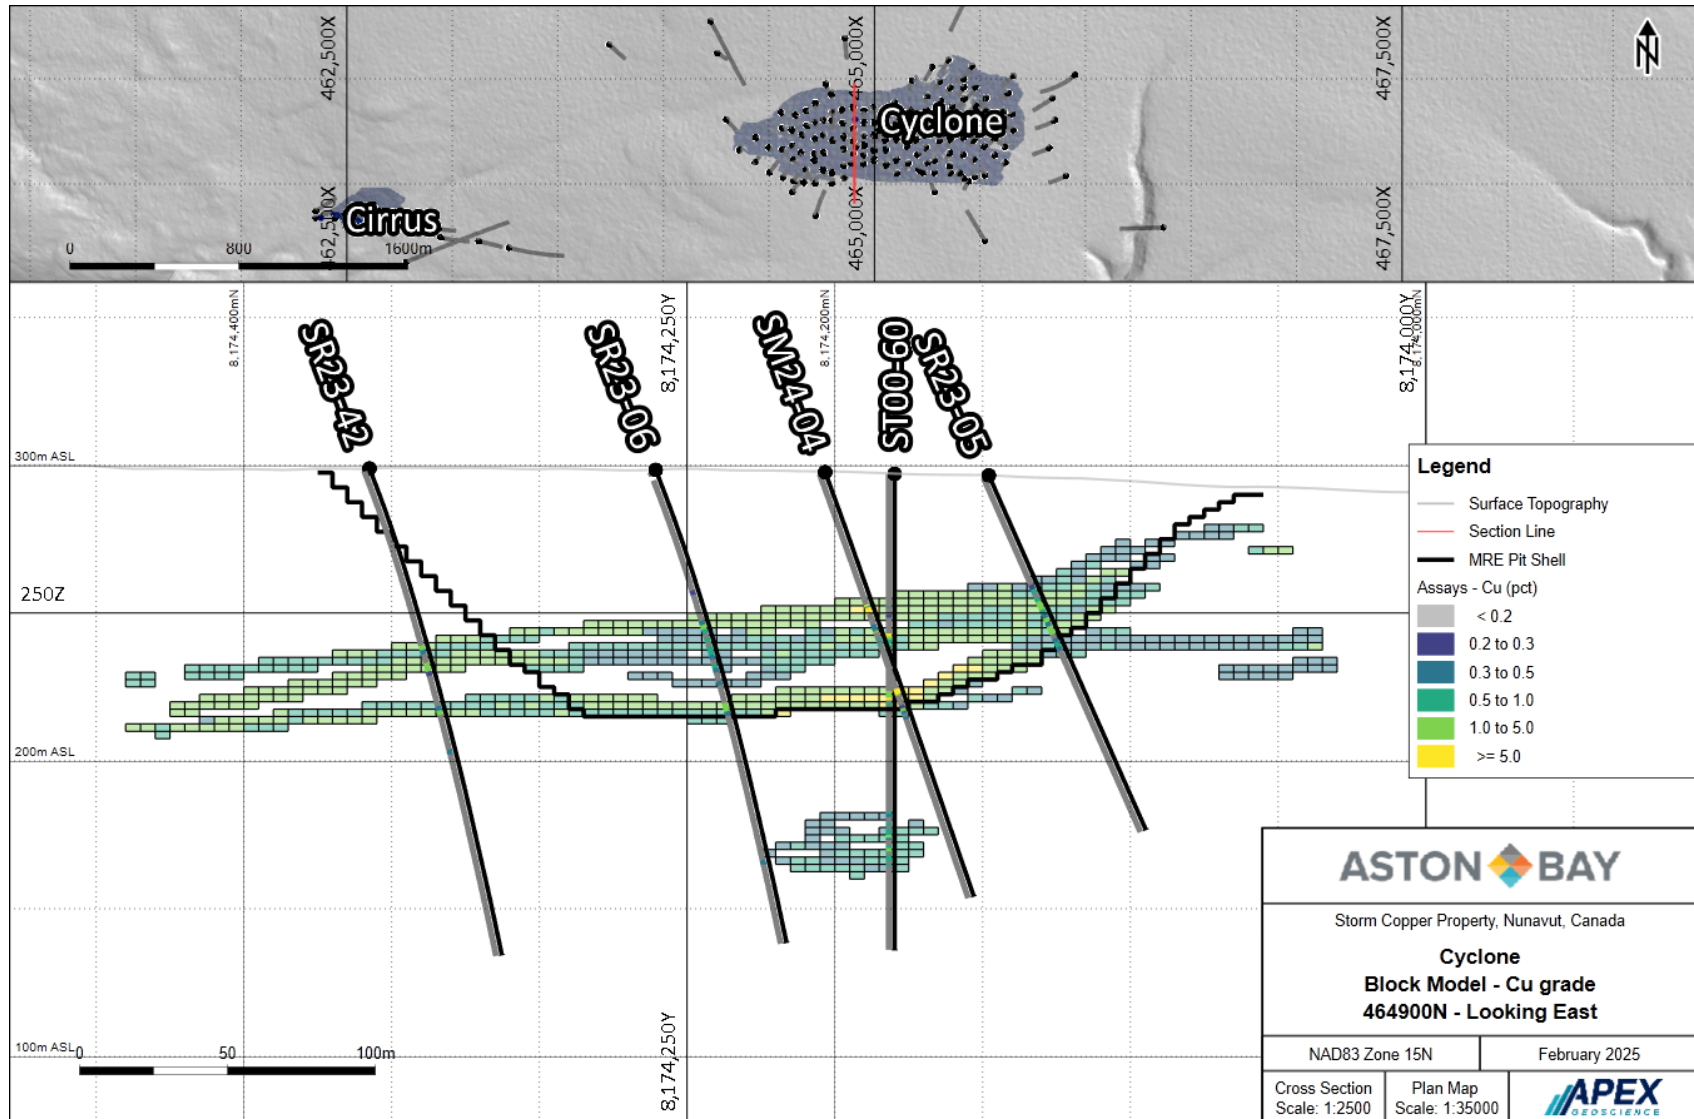 462,500X
465,000X
467,500X
N
Cyclone
Cirrus
462,500X
465,000X
467,500X
0 800 1600m
8,174,400mN
8,174,250Y
8,174,200mN
8,174,000Y
8,174,000mN
SR23-42
SR23-06
SM24-04
ST00-60
SR23-05
300m ASL
250Z
200m ASL
100m ASL
0 50 100m
8,174,250Y
Legend
Surface Topography
Section Line
MRE Pit Shell
Assays - Cu (pct)
< 0.2
0.2 to 0.3
0.3 to 0.5
0.5 to 1.0
1.0 to 5.0
>= 5.0
ASTON BAY
Storm Copper Property, Nunavut, Canada
Cyclone
Block Model - Cu grade
464900N - Looking East
NAD83 Zone 15N
February 2025
Cross Section
Scale: 1:2500
Plan Map
Scale: 1:35000
APEX
GEOSCIENCE